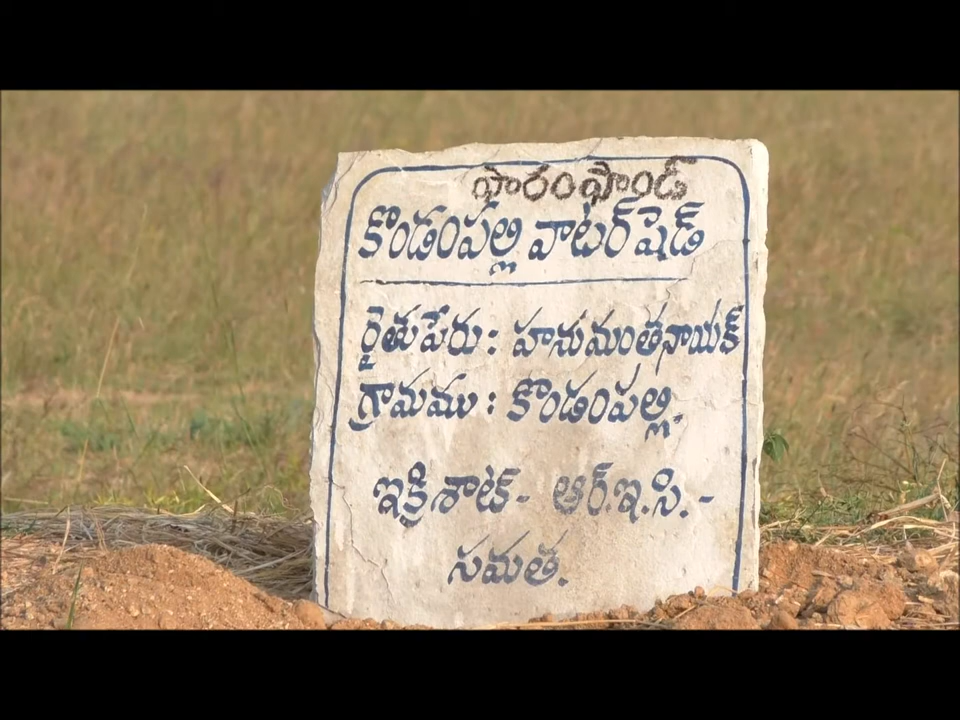 ఫారంపాండ్
కొండంపల్లి వాటర్ షెడ్
రైతుపేరు: హనుమంతనాయక్
గ్రామము: కొండంపల్లి.
ఇక్రిశాట్- ఆర్.ఇ.సి.-
సమత.